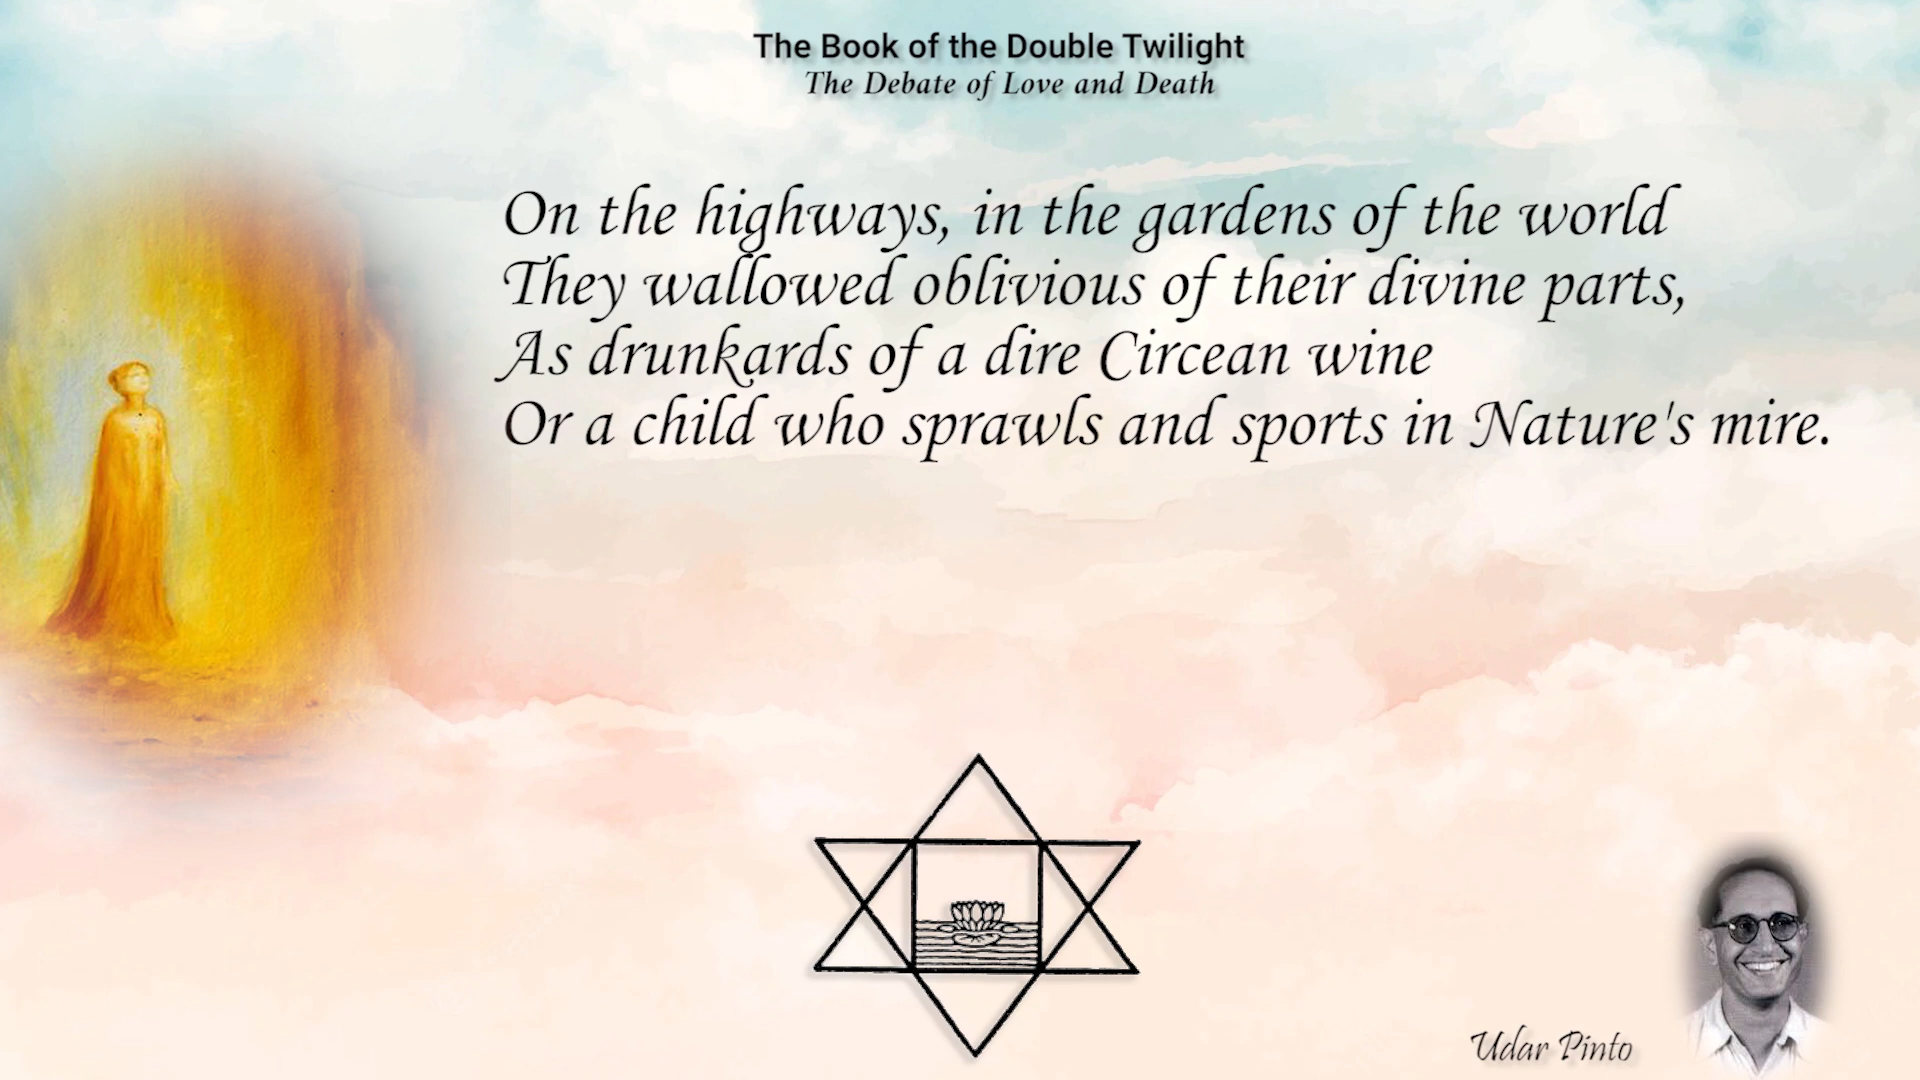 The Book of the Double Twilight
The Debate of Love and Death
On the highways, in the gardens of the world
They wallowed oblivious of their divine parts,
As drunkards of a dire Circean wine
Or a child who sprawls and sports in Nature's mire.
Udar Pinto